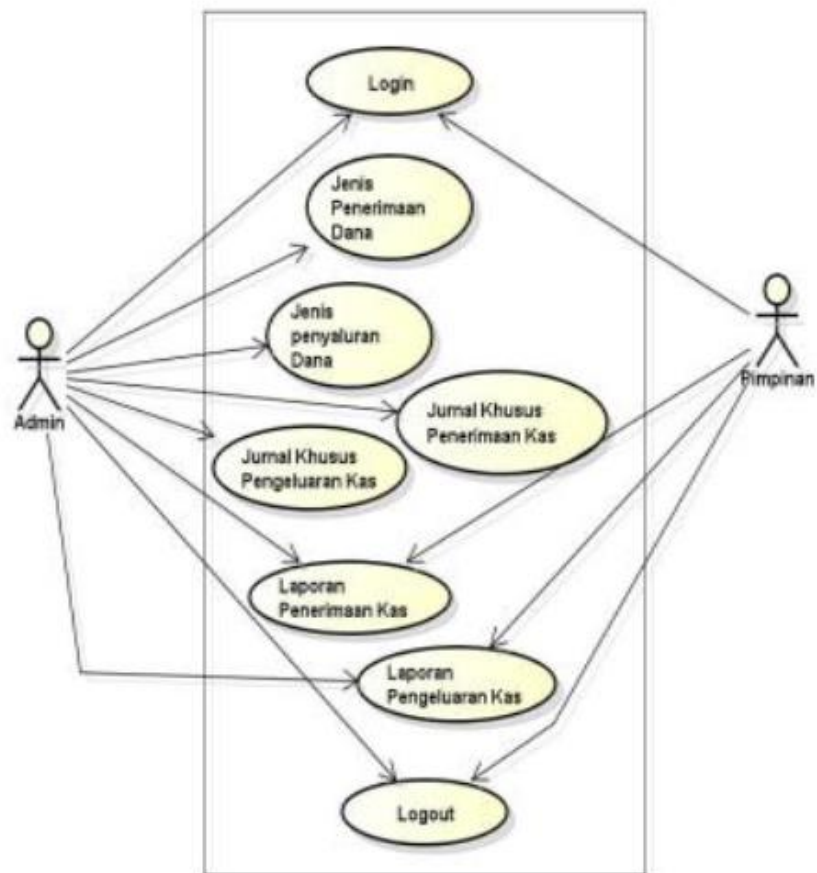 Login
Jenis
Penerimaan
Dana
Jenis
penyaluran
Dana
Admin
Pimpinan
Jurnal Khusus
Penerimaan Kas
Jurnal Khusus
Pengeluaran Kas
Laporan
Penerimaan Kas
Laporan
Pengeluaran Kas
Logout